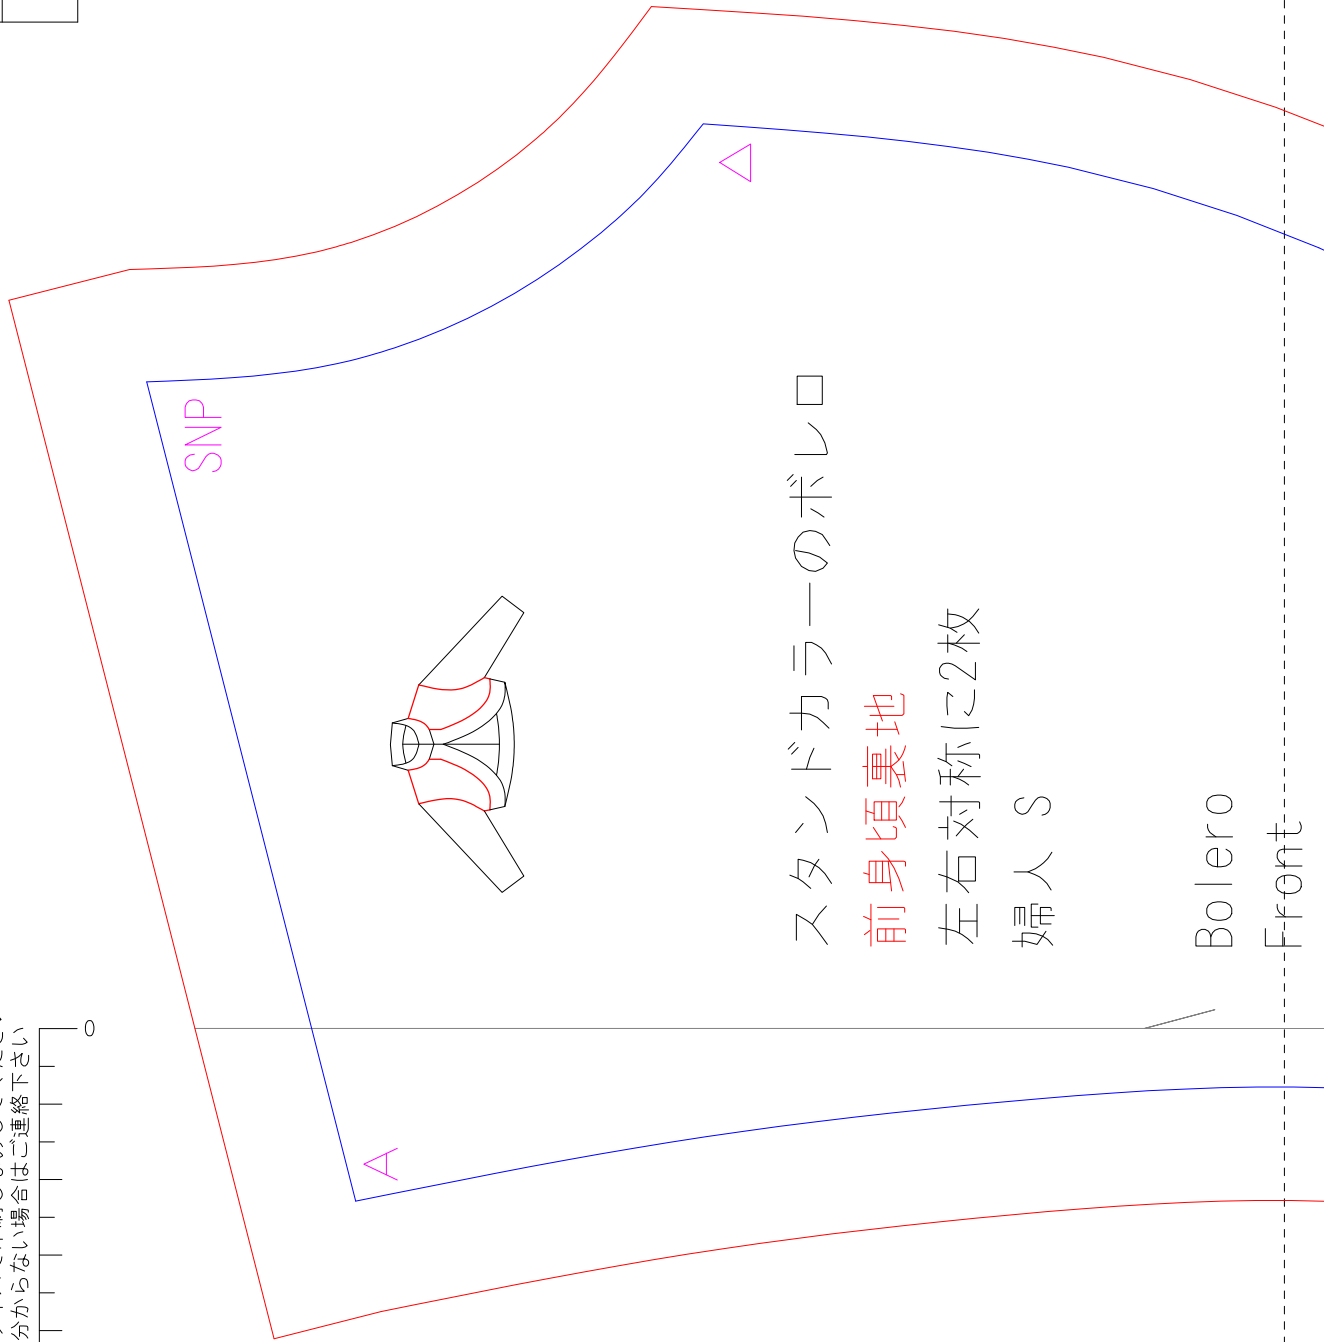 分からない場合はご連絡下さい
0
SNP
△
A
スタンドカラーのボレロ
前身頃裏地
左右対称に2枚
婦人 S
Bolero
Front